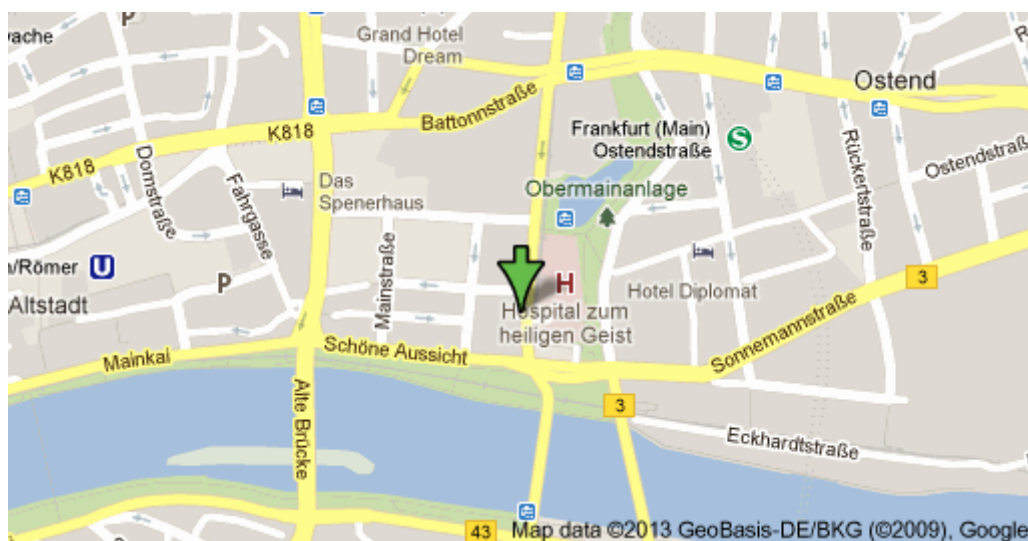 ache
P
Grand Hotel
Dream
Ostend
K818
Battonnstraße
Frankfurt (Main)
Ostendstraße
S
K818
Domstraße
Fahrgasse
Das
Spenerhaus
Obermainanlage
Rückertstraße
Ostendstraß
n/Römer
U
P
Altstadt
Mainstraße
H
Hospital zum
heiligen Geist
Hotel Diplomat
3
Sonnemannstraße
Mainkai
Schöne Aussicht
Alte Brücke
3
Eckhardtstraße
43
Map data ©2013 GeoBasis-DE/BKG (©2009), Google